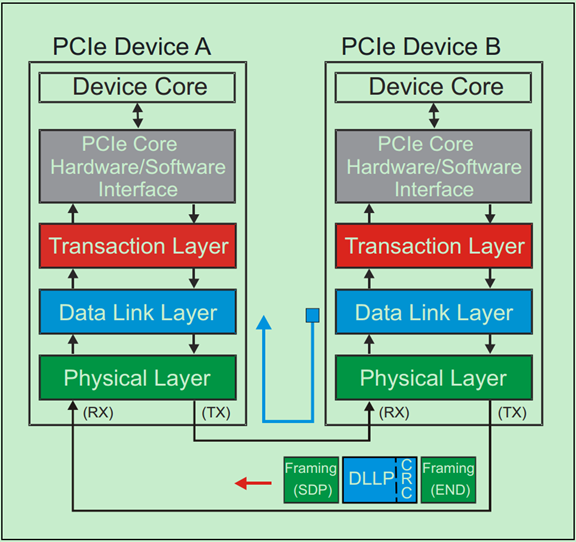 PCIe Device A
PCIe Device B
Device Core
Device Core
PCIe Core
Hardware/Software
Interface
PCIe Core
Hardware/Software
Interface
Transaction Layer
Transaction Layer
Data Link Layer
Data Link Layer
Physical Layer
Physical Layer
(RX)
(TX)
(RX)
(TX)
Framing
(SDP)
DLLP
CRC
Framing
(END)